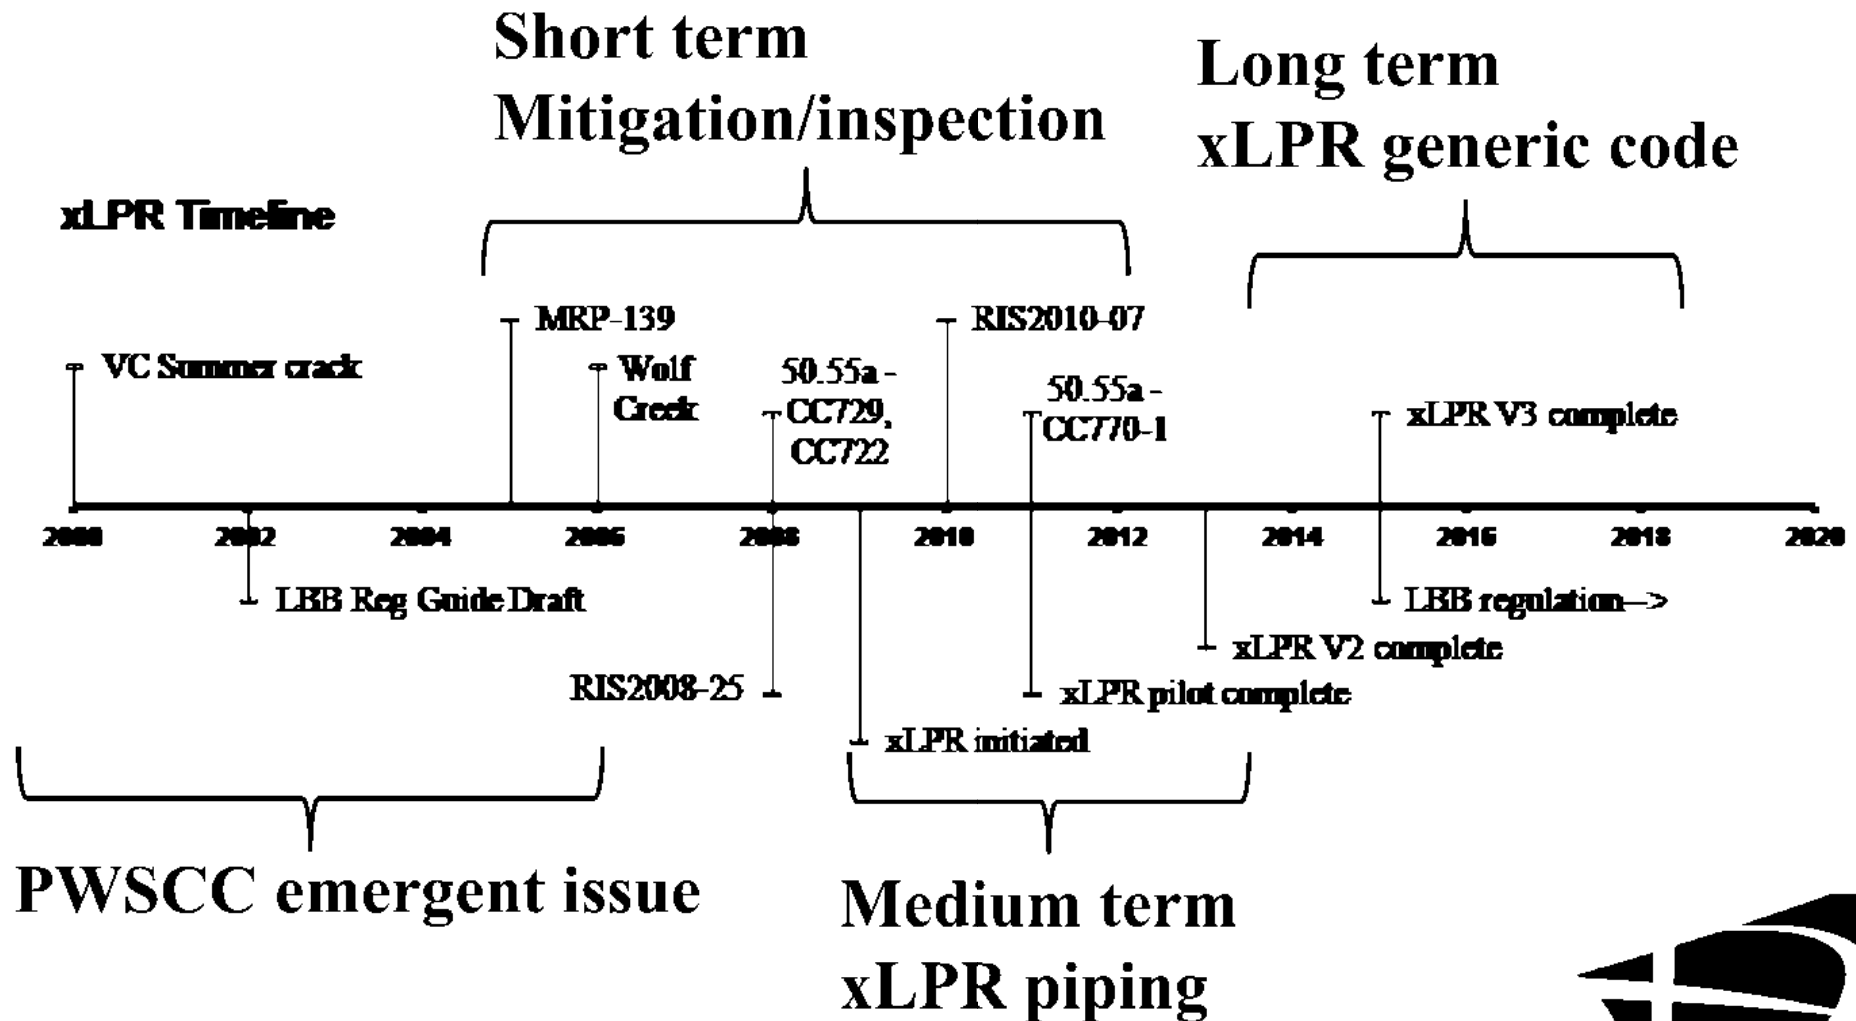 Short term
Mitigation/inspection
Long term
xLPR generic code
xLPR Timeline
MRP-139
RIS2010-07
VC Summer crack
Wolf
Creek
50.55a -
CC729,
CC722
50.55a -
CC770-1
xLPR V3 complete
2000 2002 2004 2006 2008 2010 2012 2014 2016 2018 2020
LBB Reg Guide Draft
LBB regulation-->
xLPR V2 complete
RIS2008-25
xLPR pilot complete
xLPR initiated
PWSCC emergent issue
Medium term
xLPR piping